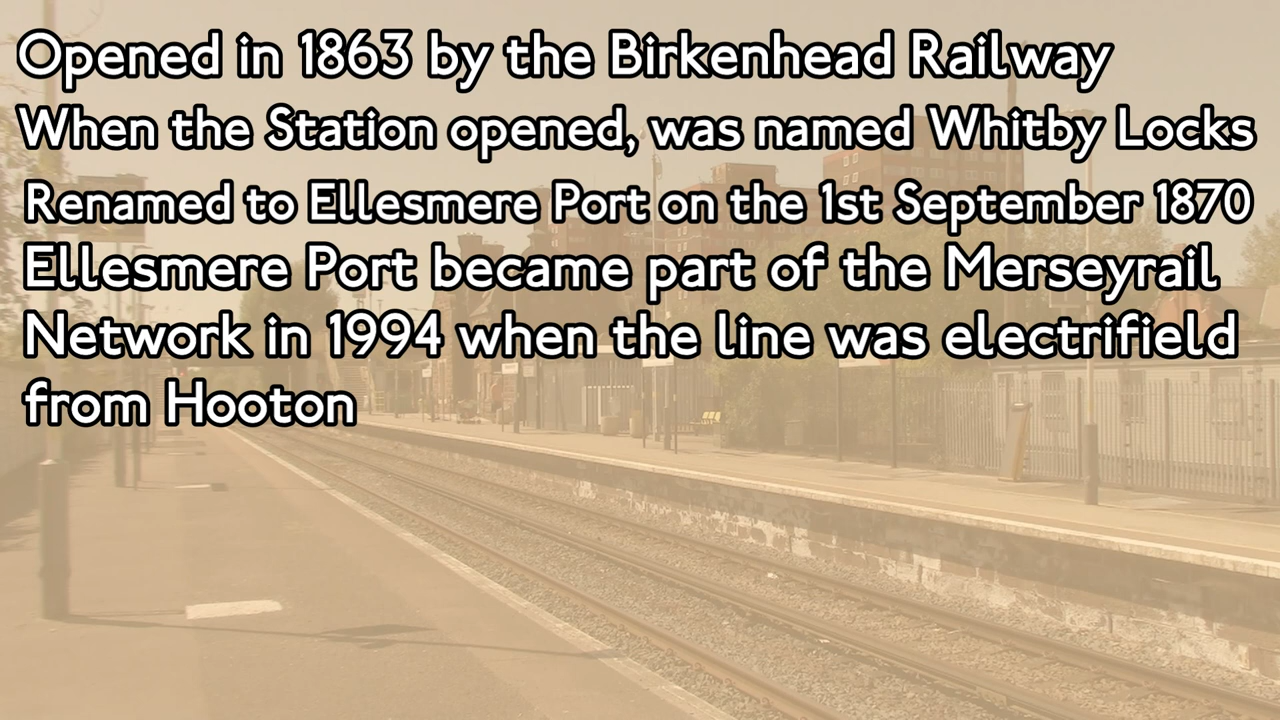 Opened in 1863 by the Birkenhead Railway
When the Station opened, was named Whitby Locks
Renamed to Ellesmere Port on the 1st September 1870
Ellesmere Port became part of the Merseyrail
Network in 1994 when the line was electrifield
from Hooton